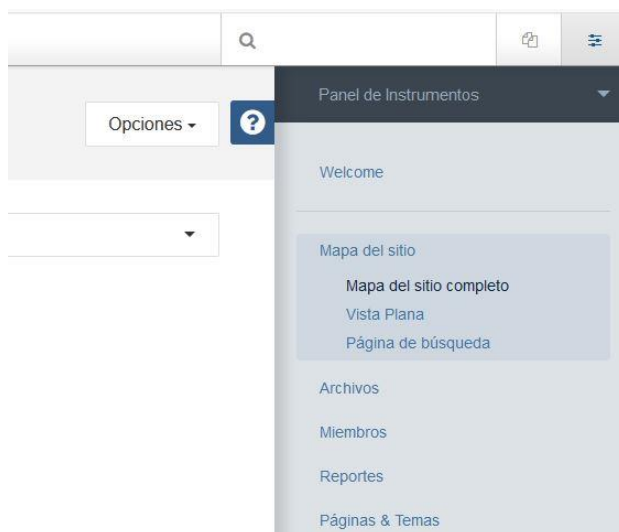 Panel de Instrumentos
Opciones
?
Welcome
Mapa del sitio
Mapa del sitio completo
Vista Plana
Página de búsqueda
Archivos
Miembros
Reportes
Páginas & Temas